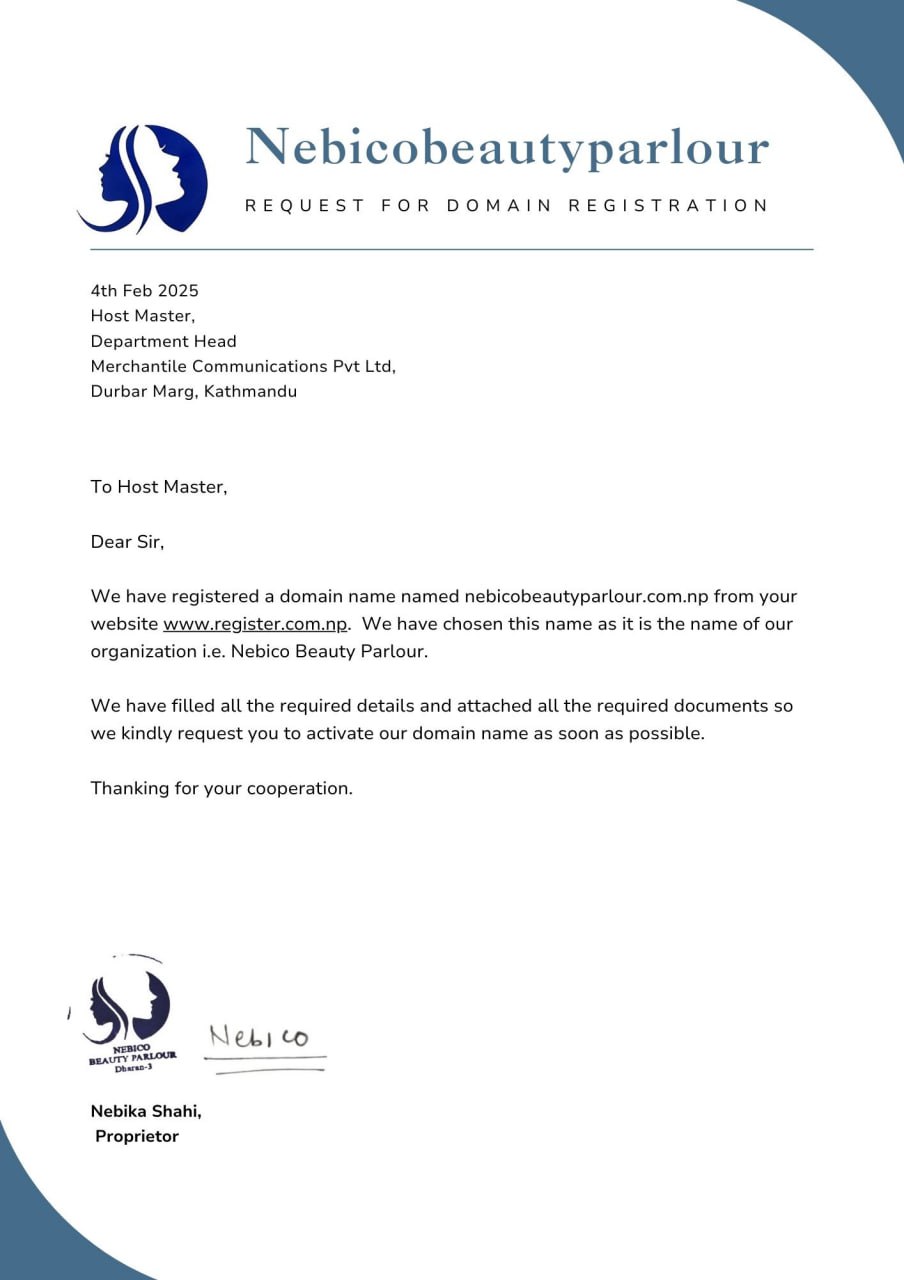 Nebicobeautyparlour
REQUEST FOR DOMAIN REGISTRATION
4th Feb 2025
Host Master,
Department Head
Merchantile Communications Pvt Ltd,
Durbar Marg, Kathmandu
To Host Master,
Dear Sir,
We have registered a domain name named nebicobeautyparlour.com.np from your
website www.register.com.np.  We have chosen this name as it is the name of our
organization i.e. Nebico Beauty Parlour.
We have filled all the required details and attached all the required documents so
we kindly request you to activate our domain name as soon as possible.
Thanking for your cooperation.
NEBICO
BEAUTY PARLOUR
Dharan-3
Nebico
Nebika Shahi,
Proprietor